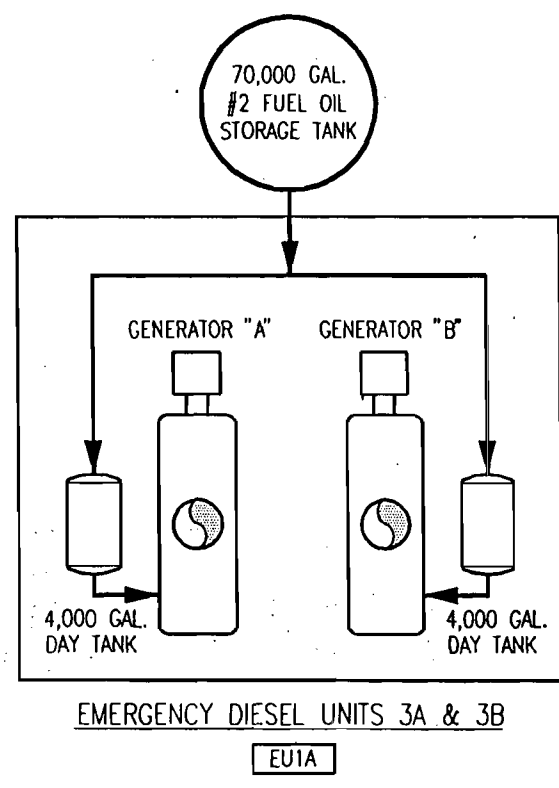 70,000 GAL.
#2 FUEL OIL
STORAGE TANK
GENERATOR "A"
GENERATOR "B"
4,000 GAL.
DAY TANK
4,000 GAL.
DAY TANK
EMERGENCY DIESEL UNITS 3A & 3B
EU1A